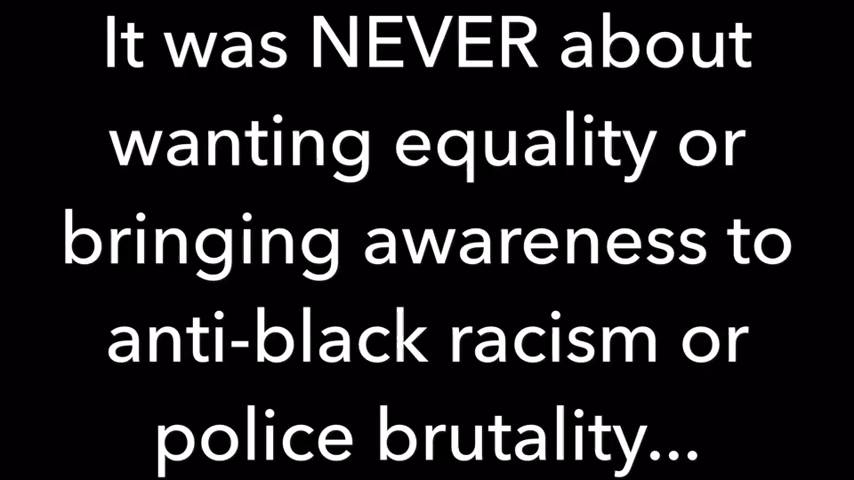 It was NEVER about
wanting equality or
bringing awareness to
anti-black racism or
police brutality...